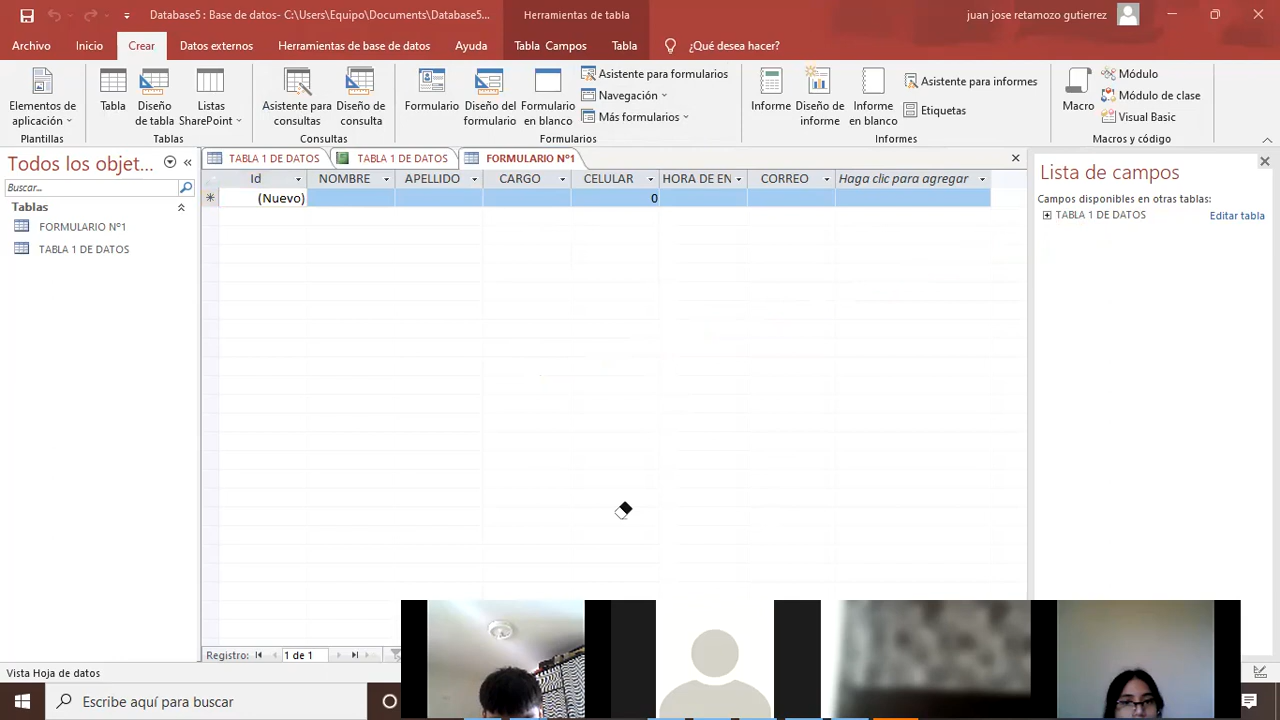 Database5 : Base de datos- C:\Users\Equipo\Documents\Database5...
Herramientas de tabla
juan jose retamozo gutierrez
Archivo Inicio Crear Datos externos Herramientas de base de datos Ayuda Tabla Campos Tabla ¿Qué desea hacer?
Elementos de aplicación
Plantillas
Tabla
Diseño de tabla
Listas SharePoint
Tablas
Asistente para consultas
Diseño de consulta
Consultas
Formulario
Diseño del formulario
Formulario en blanco
Asistente para formularios
Navegación
Más formularios
Formularios
Informe
Diseño de informe
Informe en blanco
Asistente para informes
Etiquetas
Informes
Macro
Módulo
Módulo de clase
Visual Basic
Macros y código
Todos los objet...
Buscar...
Tablas
FORMULARIO Nº1
TABLA 1 DE DATOS
TABLA 1 DE DATOS TABLA 1 DE DATOS FORMULARIO Nº1
Id NOMBRE APELLIDO CARGO CELULAR HORA DE EN CORREO Haga clic para agregar
(Nuevo) 0
Lista de campos
Campos disponibles en otras tablas:
TABLA 1 DE DATOS Editar tabla
Registro: 1 de 1
Vista Hoja de datos
Escribe aquí para buscar